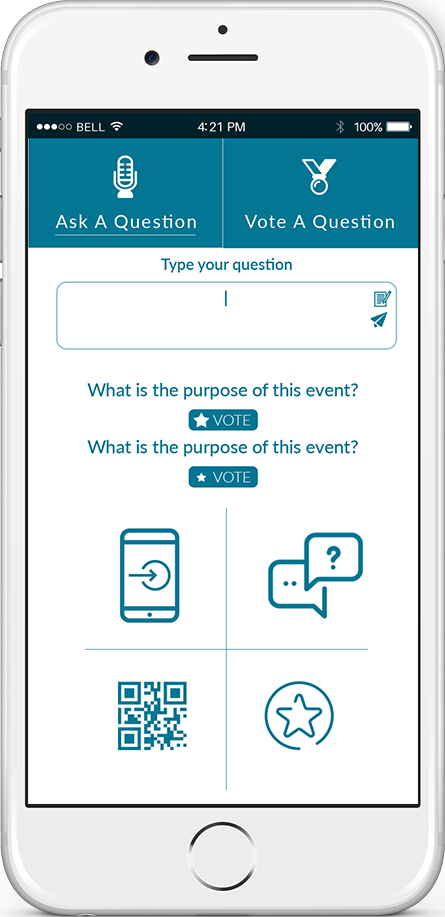 BELL 4:21 PM 100%
Ask A Question Vote A Question
Type your question
What is the purpose of this event?
VOTE
What is the purpose of this event?
VOTE
?